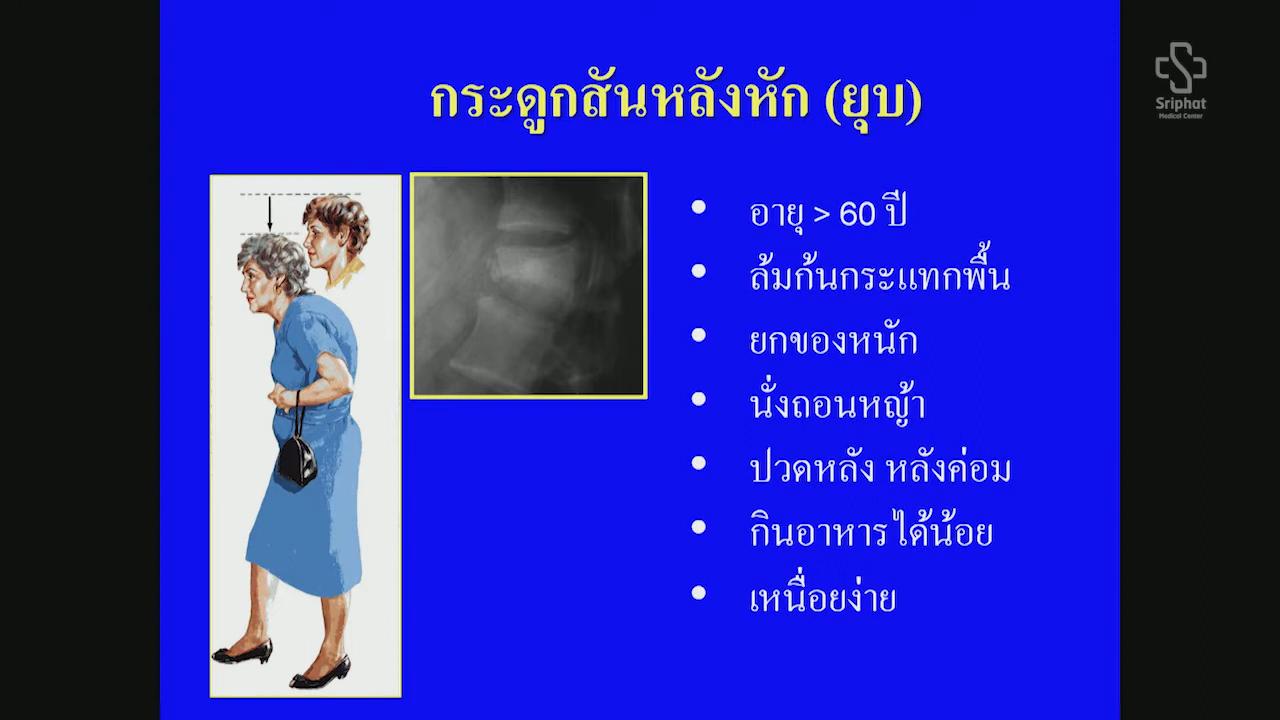 กระดูกสันหลังหัก (ยุบ)
Sriphat
Medical Center
• อายุ > 60 ปี
• ล้มก้นกระแทกพื้น
• ยกของหนัก
• นั่งถอนหญ้า
• ปวดหลัง หลังค่อม
• กินอาหารได้น้อย
• เหนื่อยง่าย